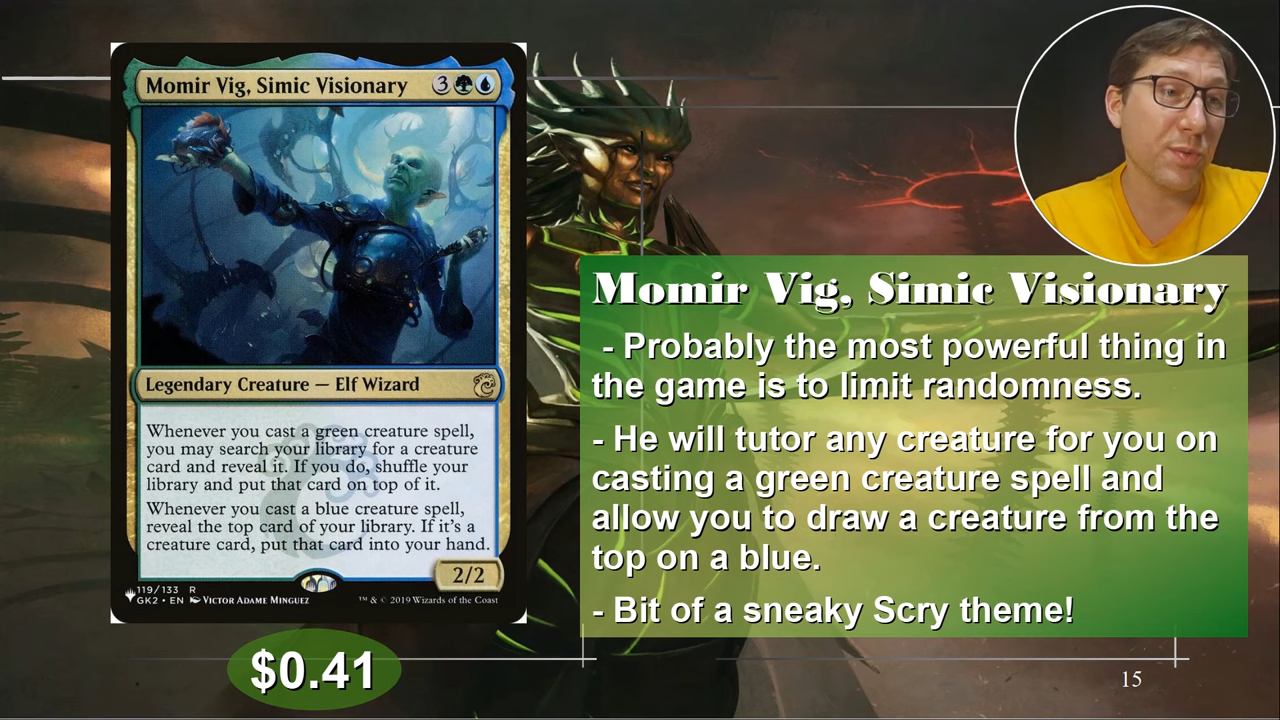 Momir Vig, Simic Visionary 3
Legendary Creature — Elf Wizard
Whenever you cast a green creature spell,
you may search your library for a creature
card and reveal it. If you do, shuffle your
library and put that card on top of it.
Whenever you cast a blue creature spell,
reveal the top card of your library. If it's a
creature card, put that card into your hand.
2/2
119/133 R
GK2 • EN Victor Adame Minguez
™ & © 2019 Wizards of the Coast
$0.41
Momir Vig, Simic Visionary
- Probably the most powerful thing in
the game is to limit randomness.
- He will tutor any creature for you on
casting a green creature spell and
allow you to draw a creature from the
top on a blue.
- Bit of a sneaky Scry theme!
15